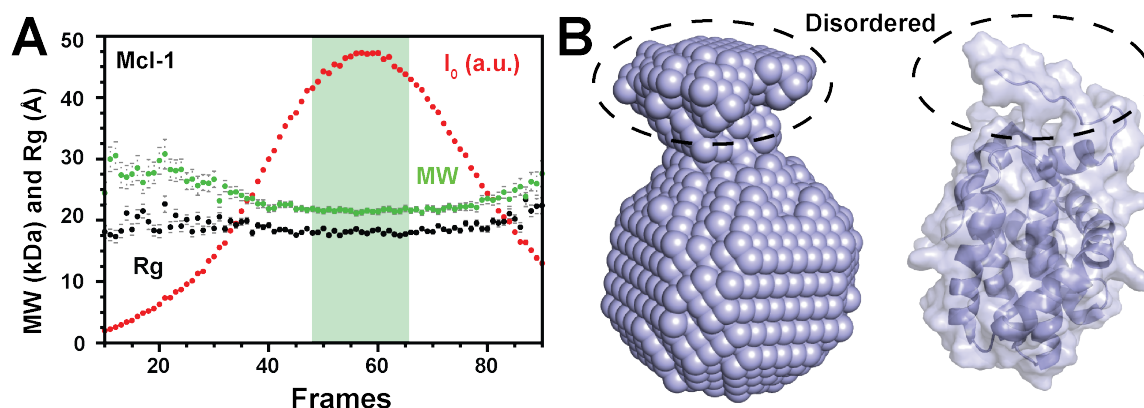 A
Mcl-1
I₀ (a.u.)
MW
Rg
MW (kDa) and Rg (Å)
50
40
30
20
10
0
20
40
60
80
Frames
B
Disordered